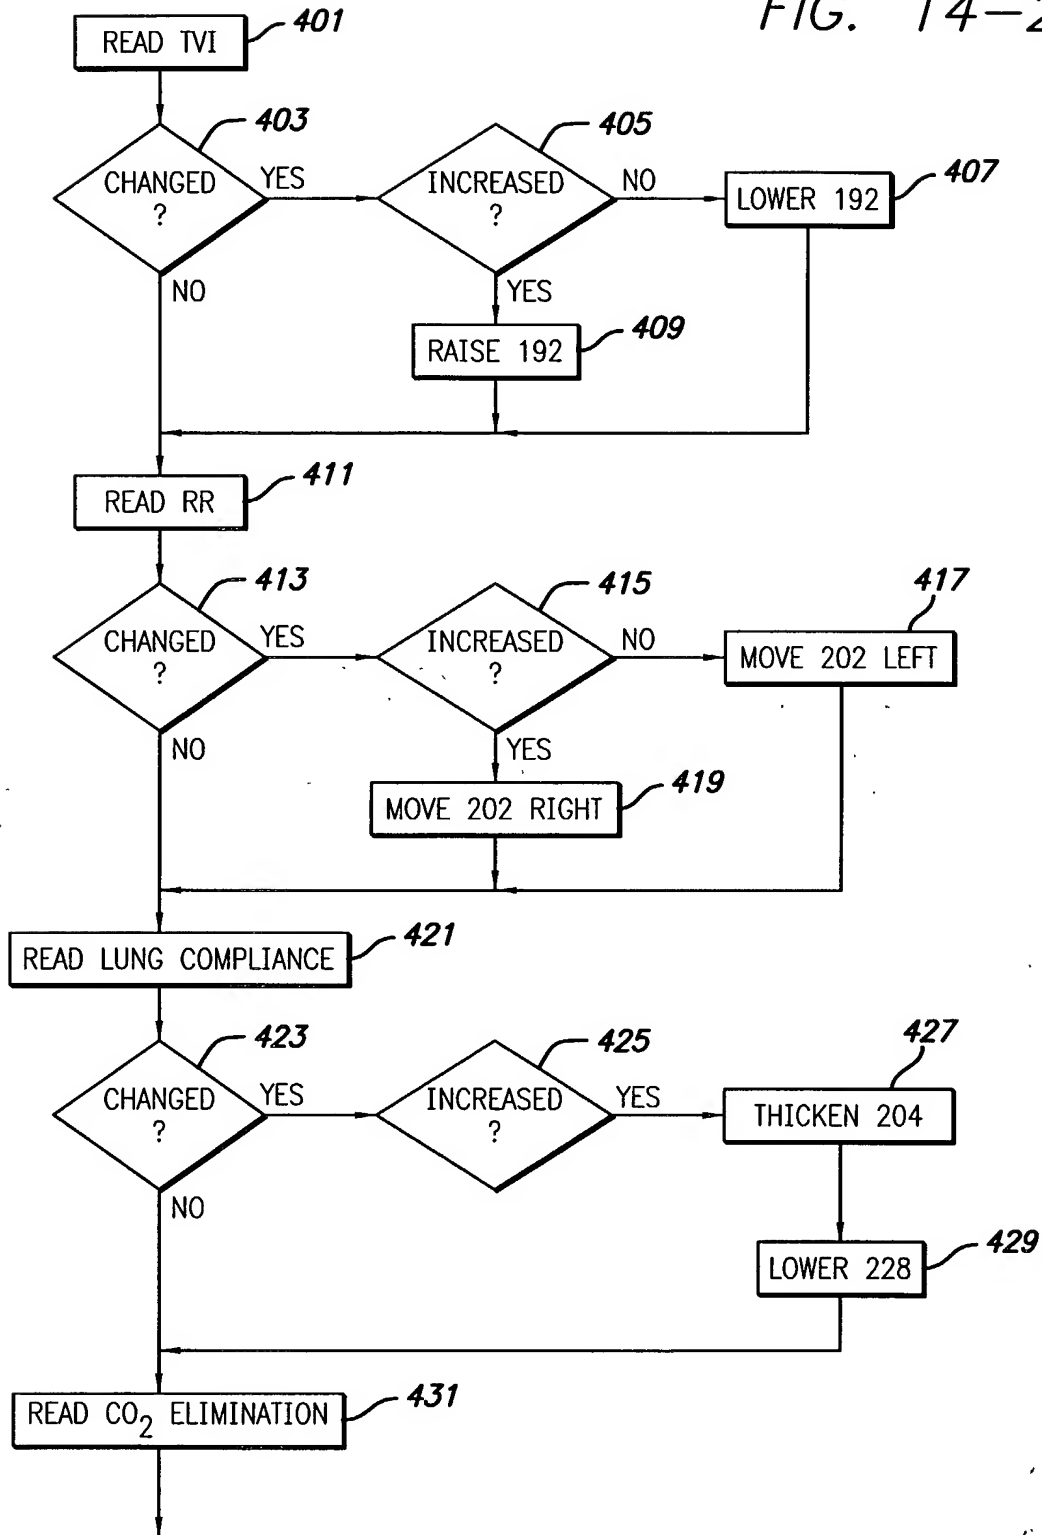 FIG. 14-2
READ TVI
401
CHANGED
?
403
YES
NO
INCREASED
?
405
NO
YES
LOWER 192
407
RAISE 192
409
READ RR
411
CHANGED
?
413
YES
NO
INCREASED
?
415
NO
YES
MOVE 202 LEFT
417
MOVE 202 RIGHT
419
READ LUNG COMPLIANCE
421
CHANGED
?
423
YES
NO
INCREASED
?
425
YES
THICKEN 204
427
LOWER 228
429
READ CO2 ELIMINATION
431